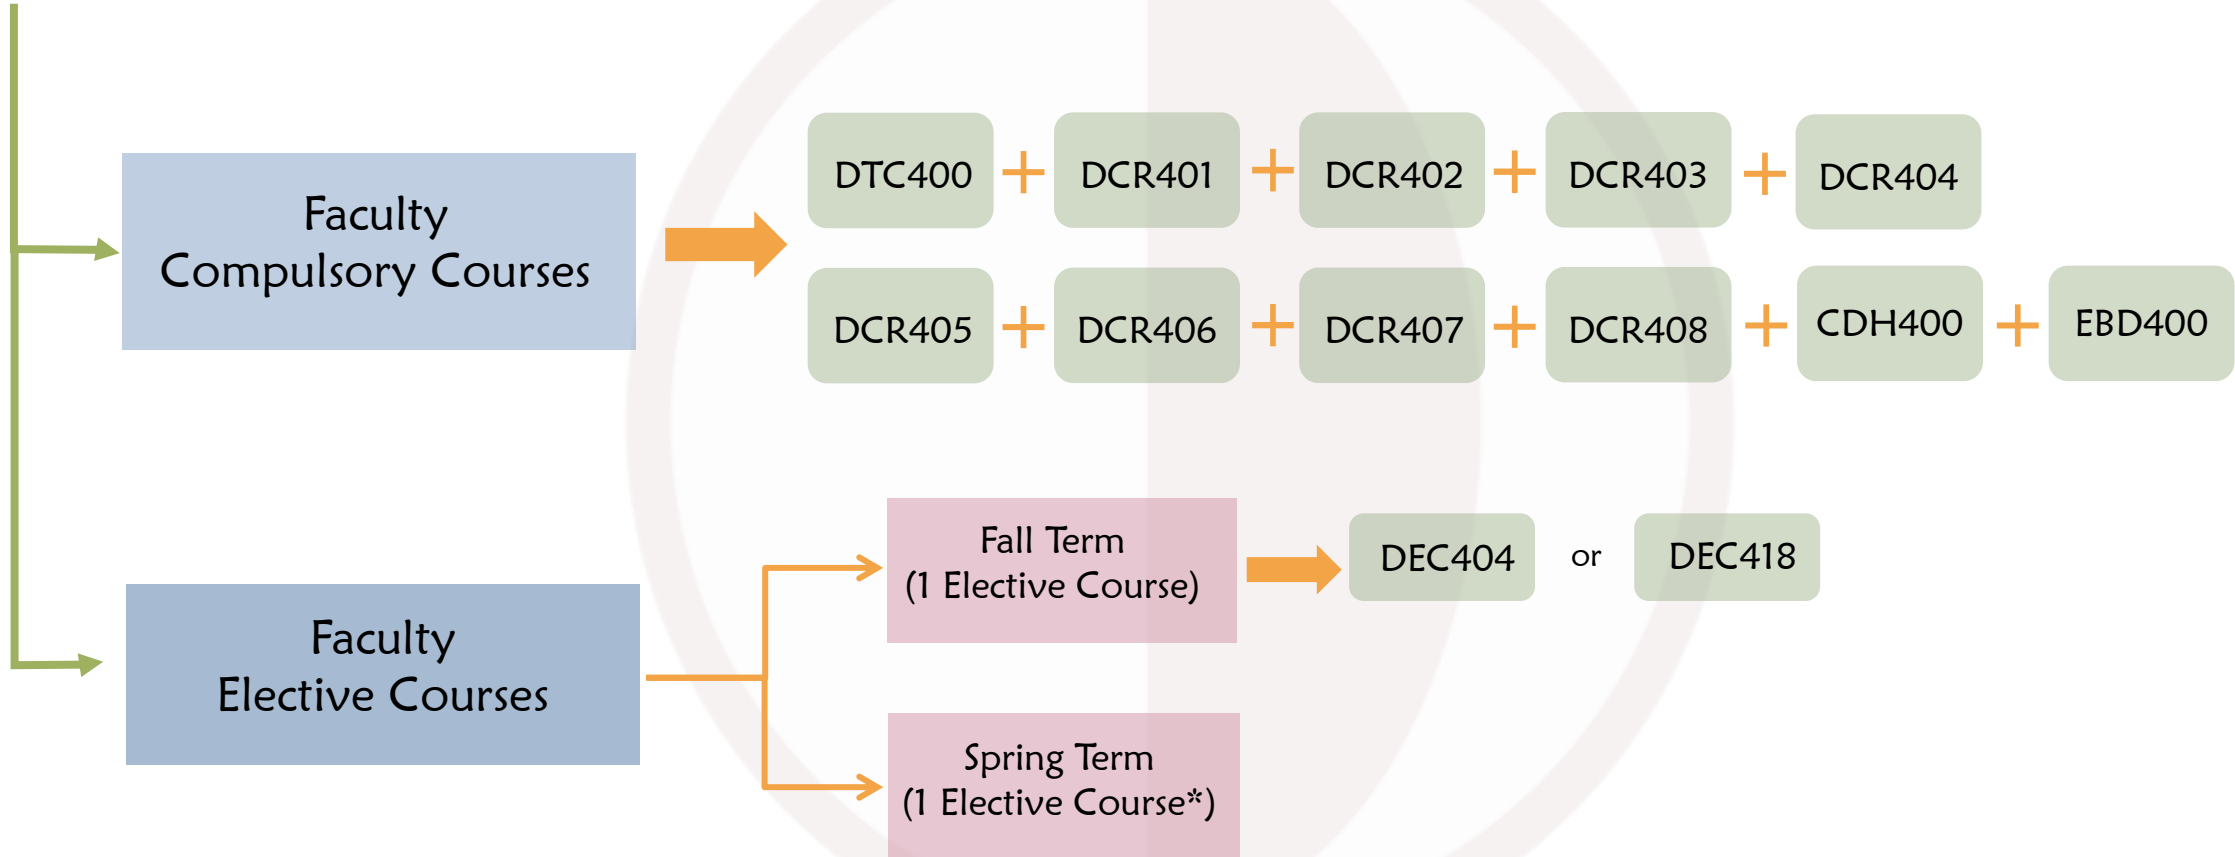 Faculty
Compulsory Courses
DTC400 + DCR401 + DCR402 + DCR403 + DCR404
DCR405 + DCR406 + DCR407 + DCR408 + CDH400 + EBD400
Faculty
Elective Courses
Fall Term
(1 Elective Course)
DEC404 or DEC418
Spring Term
(1 Elective Course*)